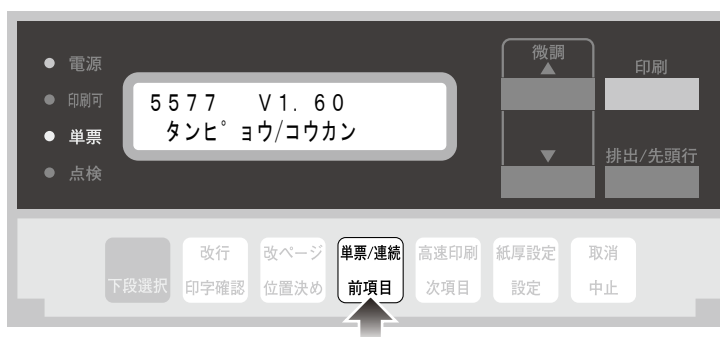 電源
印刷可
単票
点検
5577 V1.60
タンピョウ/コウカン
微調
▲
▼
印刷
排出/先頭行
下段選択
改行
印字確認
改ページ
位置決め
単票/連続
前項目
高速印刷
次項目
紙厚設定
設定
取消
中止